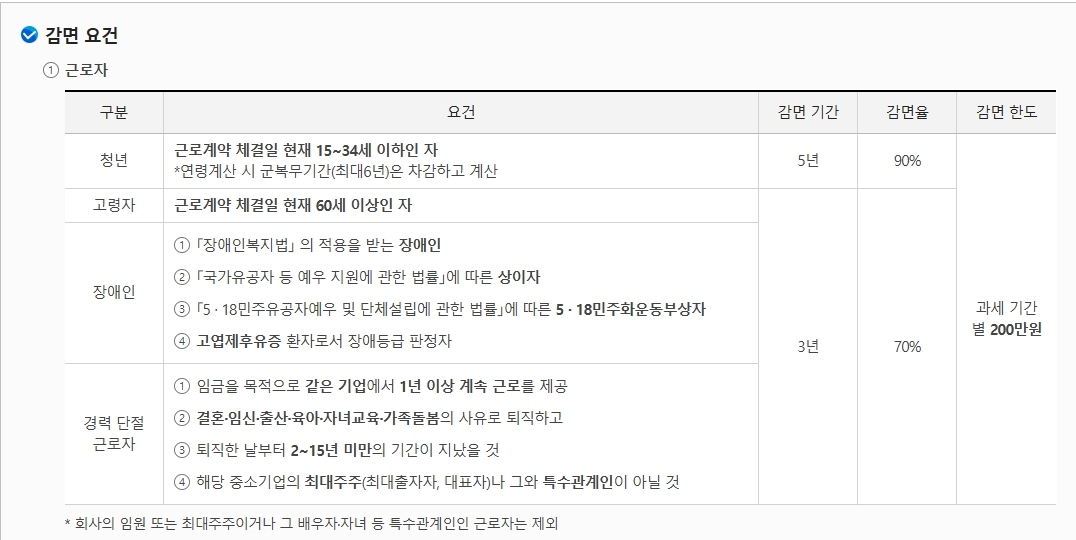 감면 요건
① 근로자
구분 요건 감면 기간 감면율 감면 한도
청년
근로계약 체결일 현재 15~34세 이하인 자
*연령계산 시 군복무기간(최대6년)은 차감하고 계산
5년 90%
고령자
근로계약 체결일 현재 60세 이상인 자
장애인
① 「장애인복지법」 의 적용을 받는 장애인
② 「국가유공자 등 예우 지원에 관한 법률」에 따른 상이자
③ 「5 · 18민주유공자예우 및 단체설립에 관한 법률」에 따른 5 · 18민주화운동부상자
④ 고엽제후유증 환자로서 장애등급 판정자
경력 단절
근로자
① 임금을 목적으로 같은 기업에서 1년 이상 계속 근로를 제공
② 결혼·임신·출산·육아·자녀교육·가족돌봄의 사유로 퇴직하고
③ 퇴직한 날부터 2~15년 미만의 기간이 지났을 것
④ 해당 중소기업의 최대주주(최대출자자, 대표자)나 그와 특수관계인이 아닐 것
3년 70%
과세 기간
별 200만원
* 회사의 임원 또는 최대주주이거나 그 배우자·자녀 등 특수관계인인 근로자는 제외